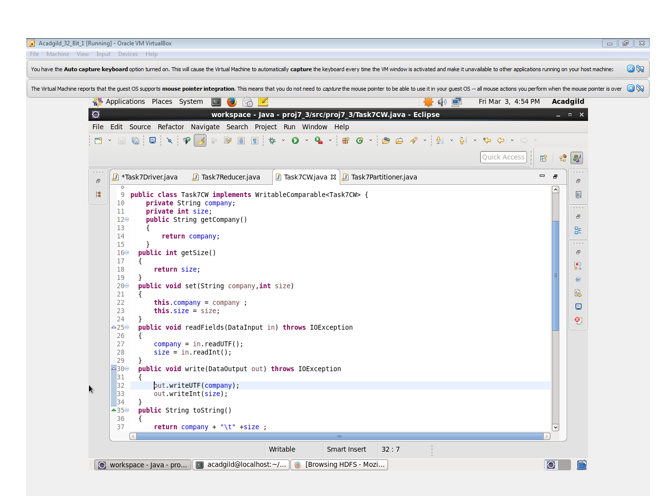 Acadgild_32_Bit_1 [Running] - Oracle VM VirtualBox
File Machine View Input Devices Help
You have the Auto capture keyboard option turned on. This will cause the Virtual Machine to automatically capture the keyboard every time the VM window is activated and make it unavailable to other applications running on your host machine:
The Virtual Machine reports that the guest OS supports mouse pointer integration. This means that you do not need to capture the mouse pointer to be able to use it in your guest OS -- all mouse actions you perform when the mouse pointer is over
Applications Places System Fri Mar 3, 4:54 PM Acadgild
workspace - Java - proj7_3/src/proj7_3/Task7CW.java - Eclipse
File Edit Source Refactor Navigate Search Project Run Window Help
Quick Access
*Task7Driver.java Task7Reducer.java Task7CW.java Task7Partitioner.java
8
9 public class Task7CW implements WritableComparable<Task7CW> {
10 private String company;
11 private int size;
12 public String getCompany()
13 {
14 return company;
15 }
16 public int getSize()
17 {
18 return size;
19 }
20 public void set(String company,int size)
21 {
22 this.company = company ;
23 this.size = size;
24 }
25 public void readFields(DataInput in) throws IOException
26 {
27 company = in.readUTF();
28 size = in.readInt();
29 }
30 public void write(DataOutput out) throws IOException
31 {
32 out.writeUTF(company);
33 out.writeInt(size);
34 }
35 public String toString()
36 {
37 return company + "\t" +size ;
Writable Smart Insert 32 : 7
workspace - Java - pro... acadgild@localhost:~/... [Browsing HDFS - Mozi...